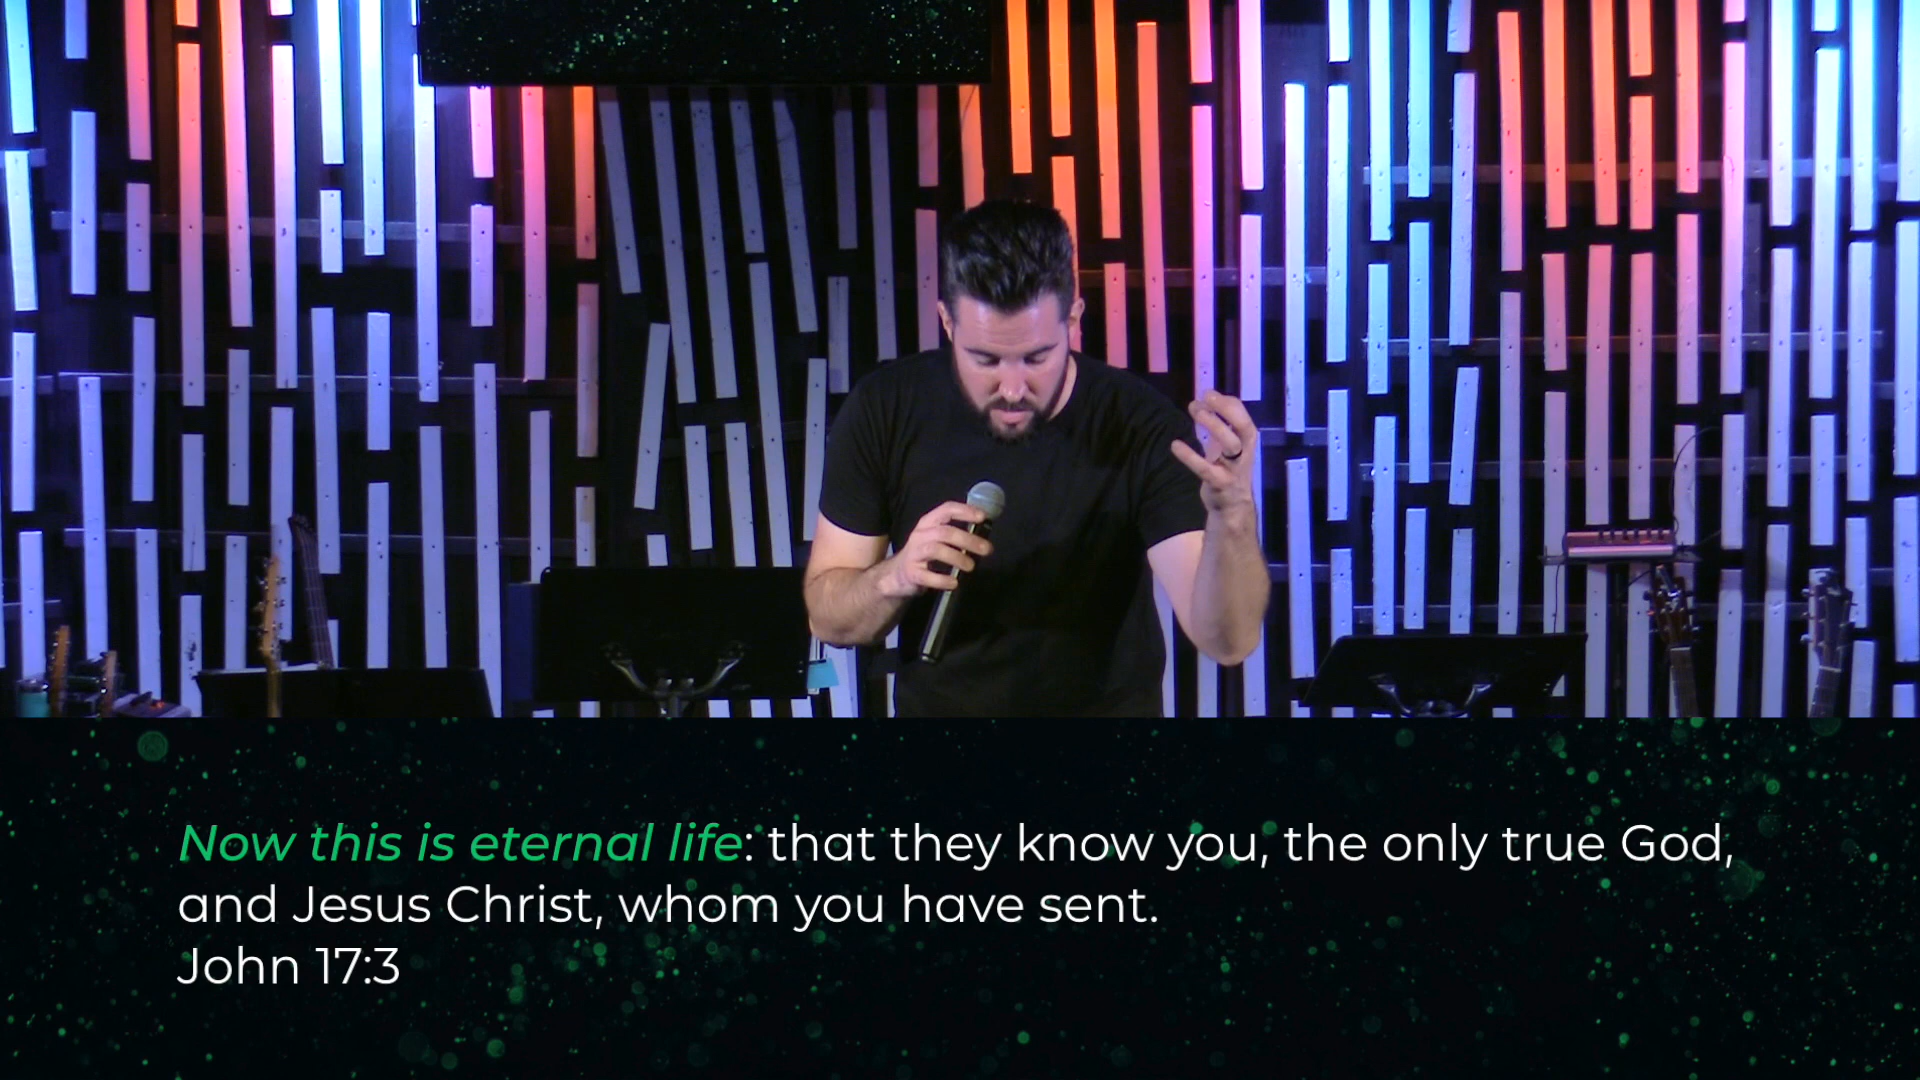 Now this is eternal life: that they know you, the only true God,
and Jesus Christ, whom you have sent.
John 17:3